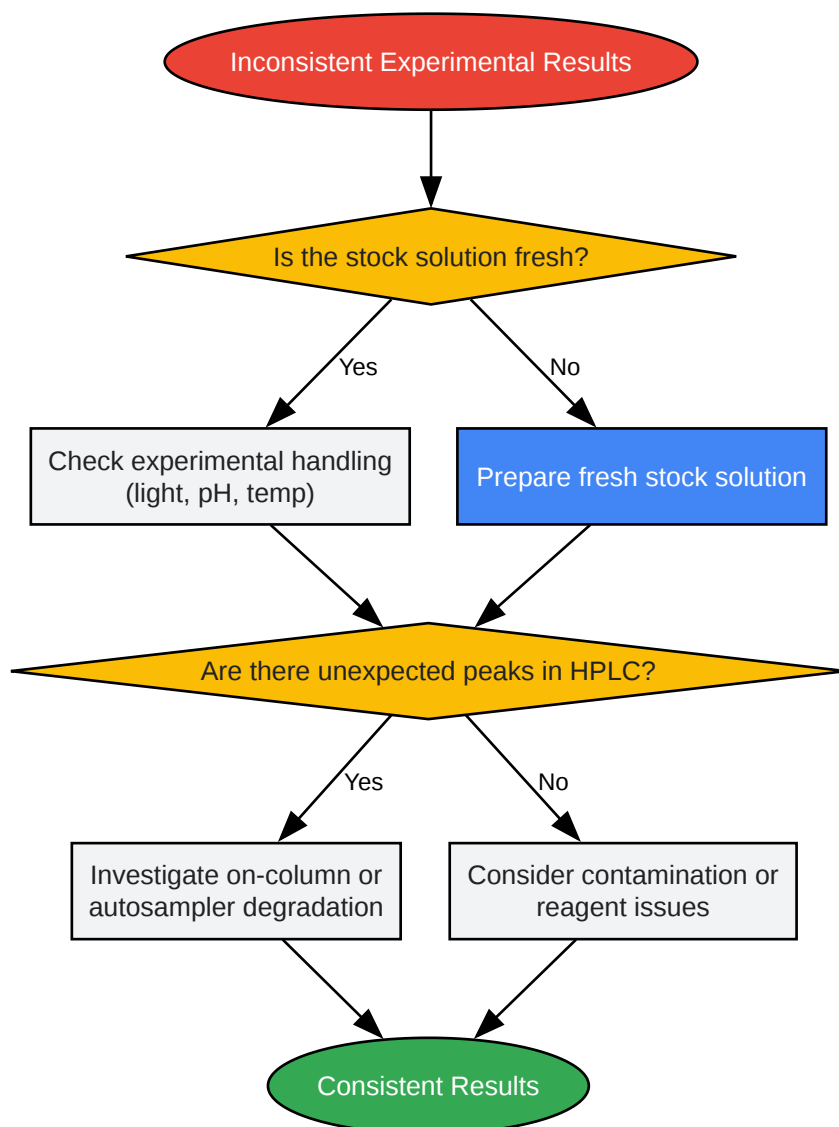 Inconsistent Experimental Results
Is the stock solution fresh?
Yes
No
Check experimental handling
(light, pH, temp)
Prepare fresh stock solution
Are there unexpected peaks in HPLC?
Yes
No
Investigate on-column or
autosampler degradation
Consider contamination or
reagent issues
Consistent Results